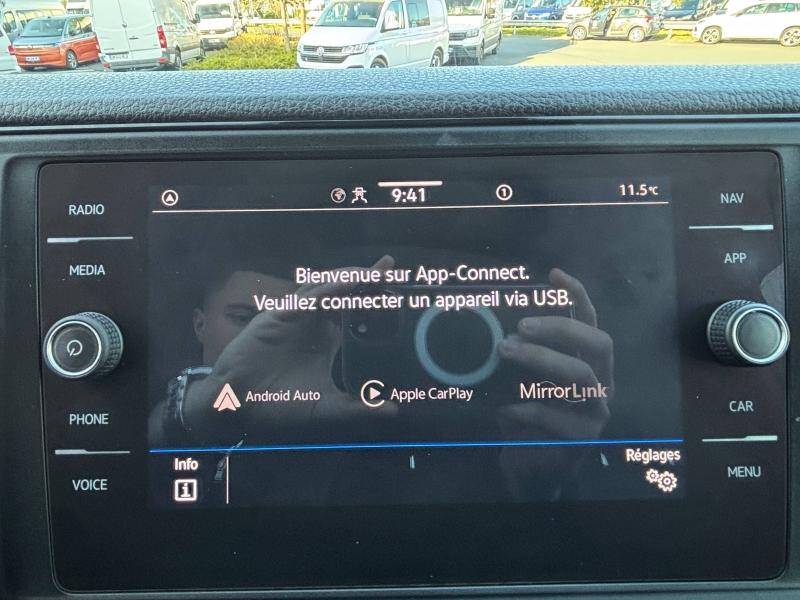 RADIO
MEDIA
PHONE
VOICE
9:41
1
11.5°C
Bienvenue sur App-Connect.
Veuillez connecter un appareil via USB.
Android Auto
Apple CarPlay
MirrorLink
Info
i
Réglages
NAV
APP
CAR
MENU